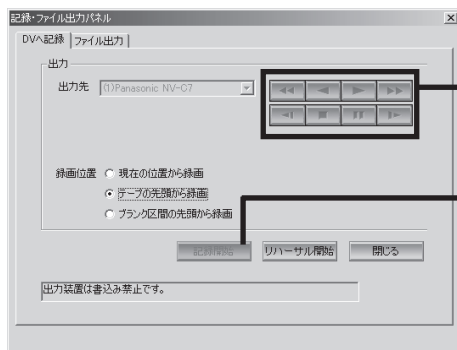 記録・ファイル出力パネル
DVへ記録 ファイル出力
出力
出力先 (1)Panasonic NV-C7
録画位置 現在の位置から録画
テープの先頭から録画
ブランク区間の先頭から録画
記録開始 リハーサル開始 閉じる
出力装置は書込み禁止です。